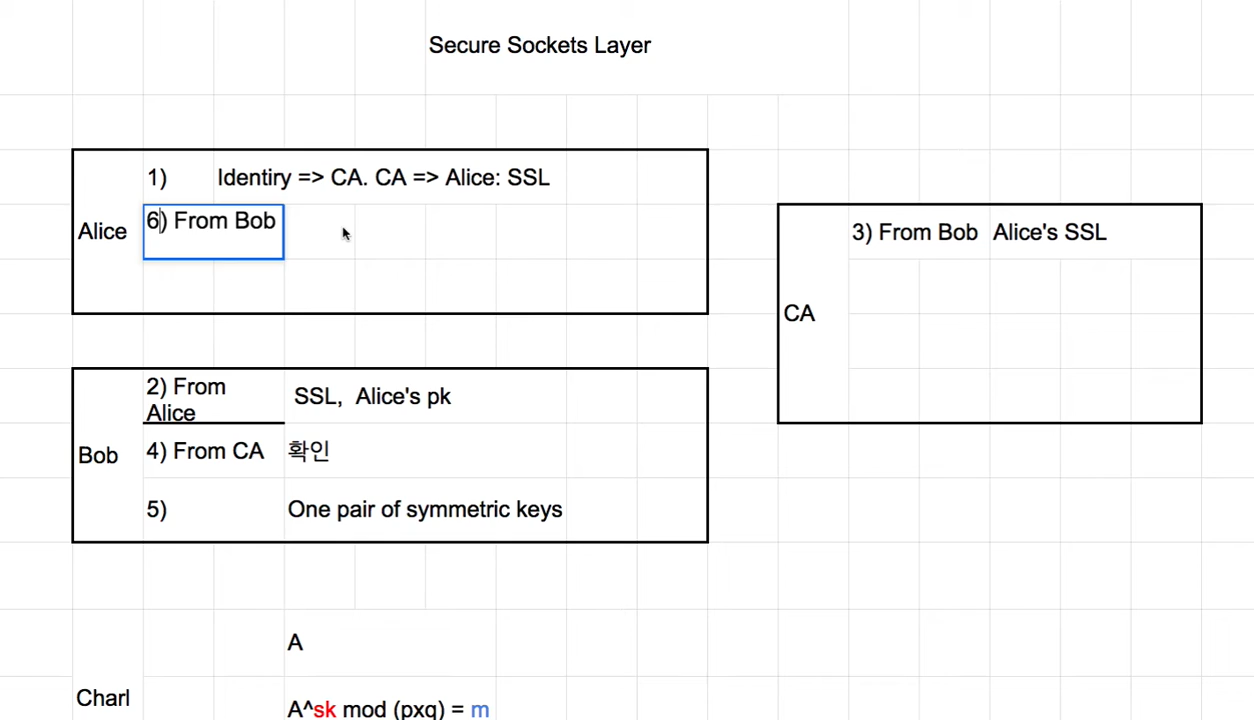 Secure Sockets Layer
1) Identiry => CA. CA => Alice: SSL
Alice
6) From Bob
3) From Bob Alice's SSL
CA
2) From
Alice
SSL, Alice's pk
Bob
4) From CA 확인
5) One pair of symmetric keys
A
Charl
A^sk mod (pxq) = m